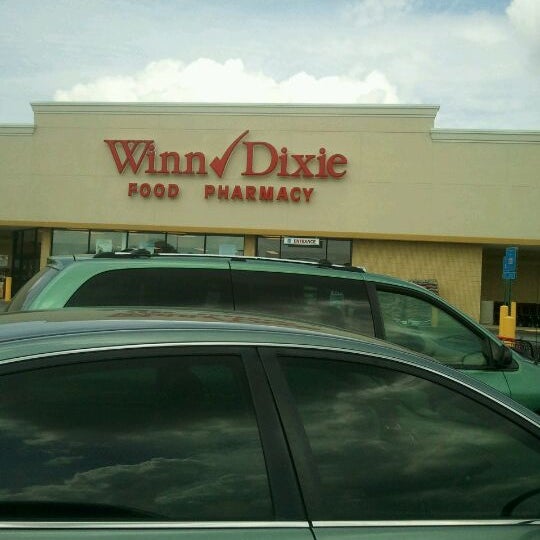 Winn Dixie
FOOD PHARMACY
ENTRANCE